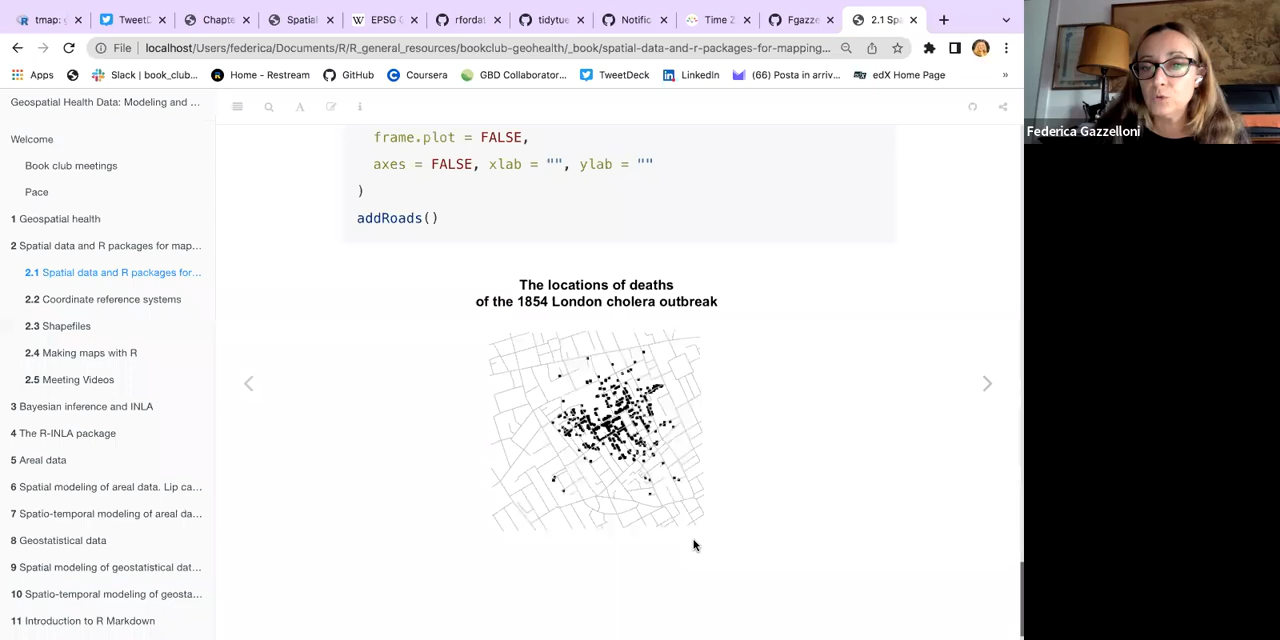 tmap: g
TweetD
Chapte
Spatial
EPSG G
rfordat
tidytue
Notific
Time 2
Fgazze
2.1 Spa
File
localhost/Users/federica/Documents/R/R_general_resources/bookclub-geohealth/_book/spatial-data-and-r-packages-for-mapping...
Apps
Slack | book_club...
Home - Restream
GitHub
Coursera
GBD Collaborator...
TweetDeck
LinkedIn
(66) Posta in arriv...
edX Home Page
»
Federica Gazzelloni
Geospatial Health Data: Modeling and ...
Welcome
Book club meetings
Pace
1 Geospatial health
2 Spatial data and R packages for map...
2.1 Spatial data and R packages for...
2.2 Coordinate reference systems
2.3 Shapefiles
2.4 Making maps with R
2.5 Meeting Videos
3 Bayesian inference and INLA
4 The R-INLA package
5 Areal data
6 Spatial modeling of areal data. Lip ca...
7 Spatio-temporal modeling of areal da...
8 Geostatistical data
9 Spatial modeling of geostatistical dat...
10 Spatio-temporal modeling of geosta...
11 Introduction to R Markdown
frame.plot = FALSE,
axes = FALSE, xlab = "", ylab = ""
)
addRoads()
The locations of deaths
of the 1854 London cholera outbreak